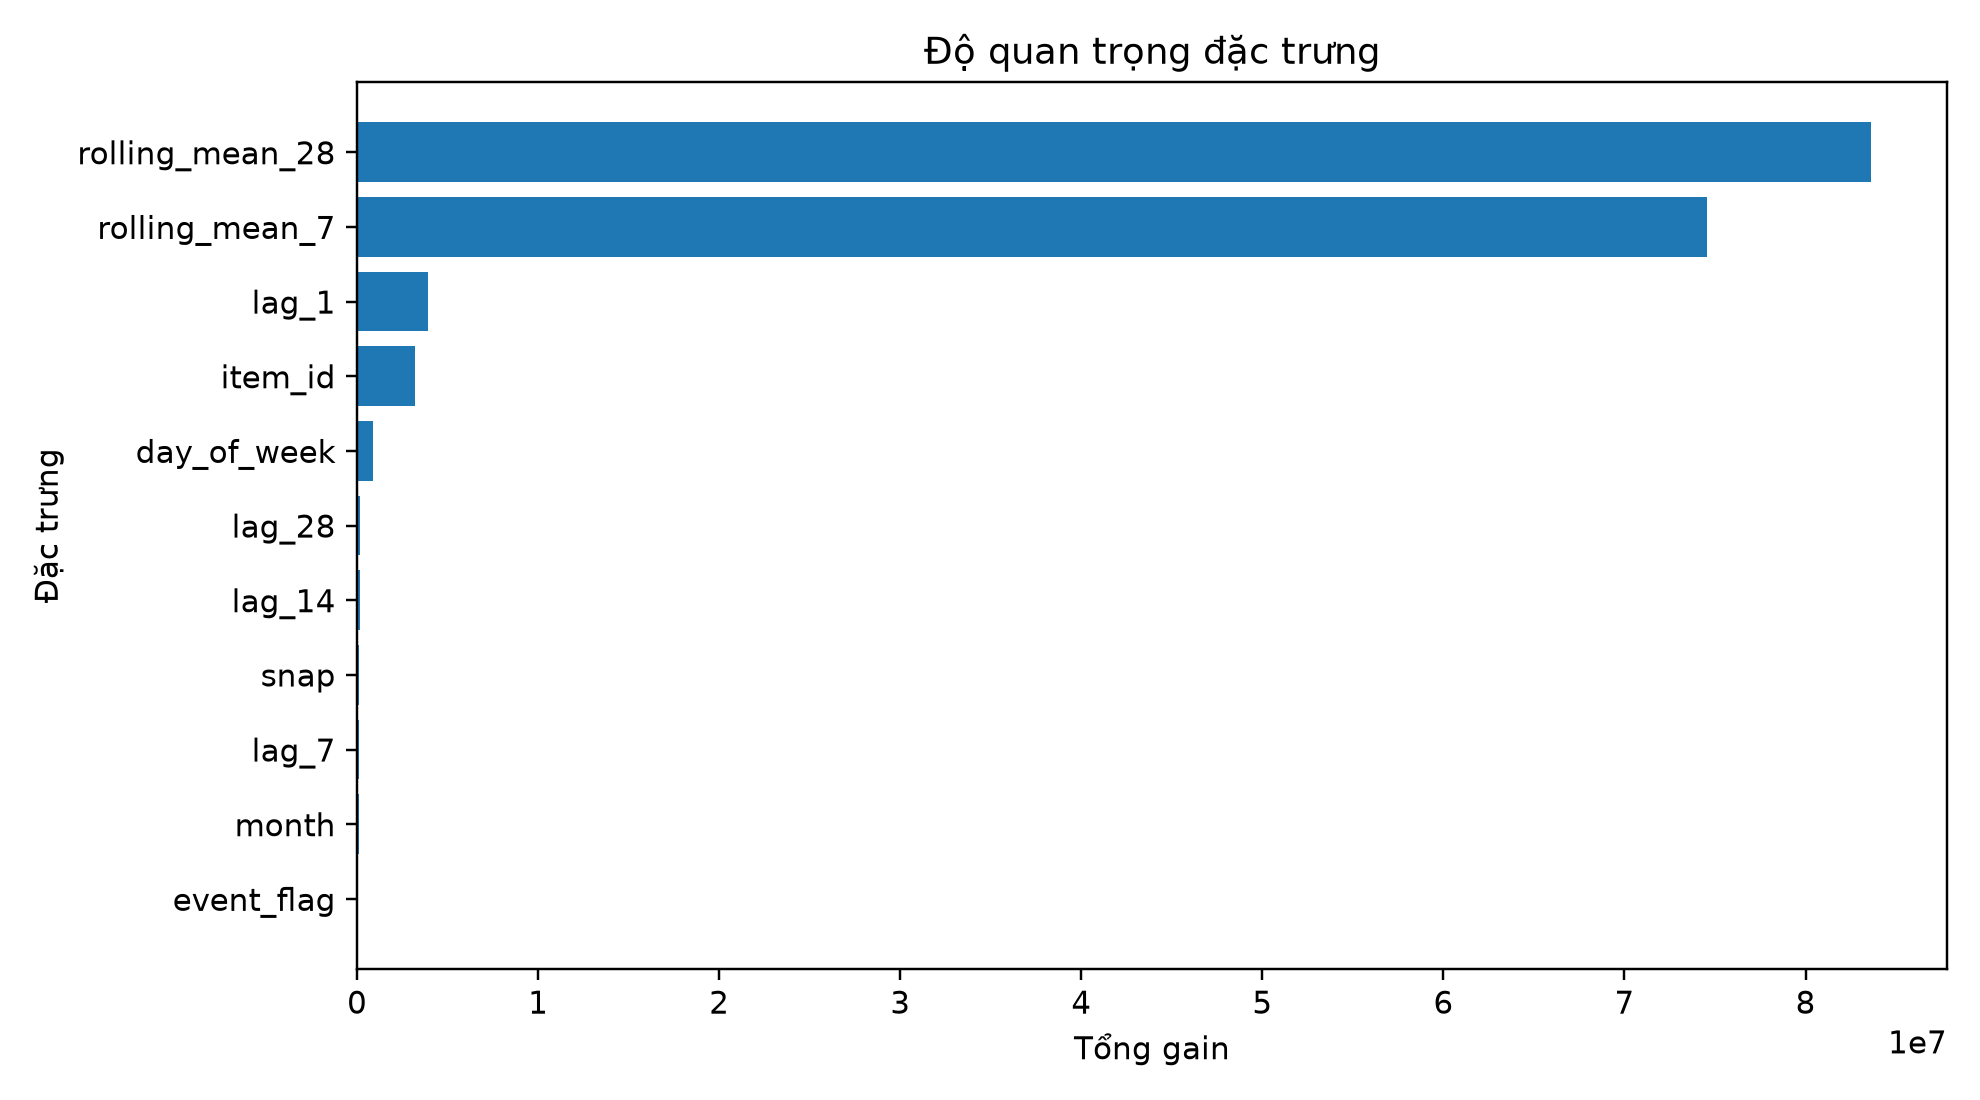 Độ quan trọng đặc trưng
rolling_mean_28
rolling_mean_7
lag_1
item_id
day_of_week
lag_28
lag_14
snap
lag_7
month
event_flag
Đặc trưng
0 1 2 3 4 5 6 7 8
1e7
Tổng gain